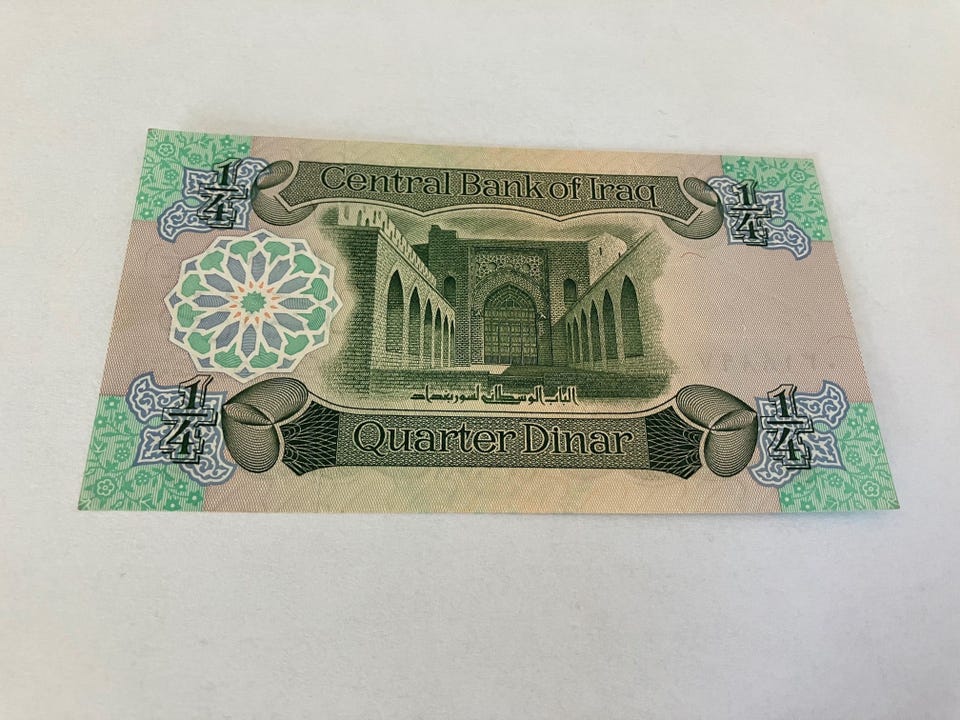 1/4
Central Bank of Iraq
1/4
الباب الوسطاني لسور بغداد
1/4
Quarter Dinar
1/4